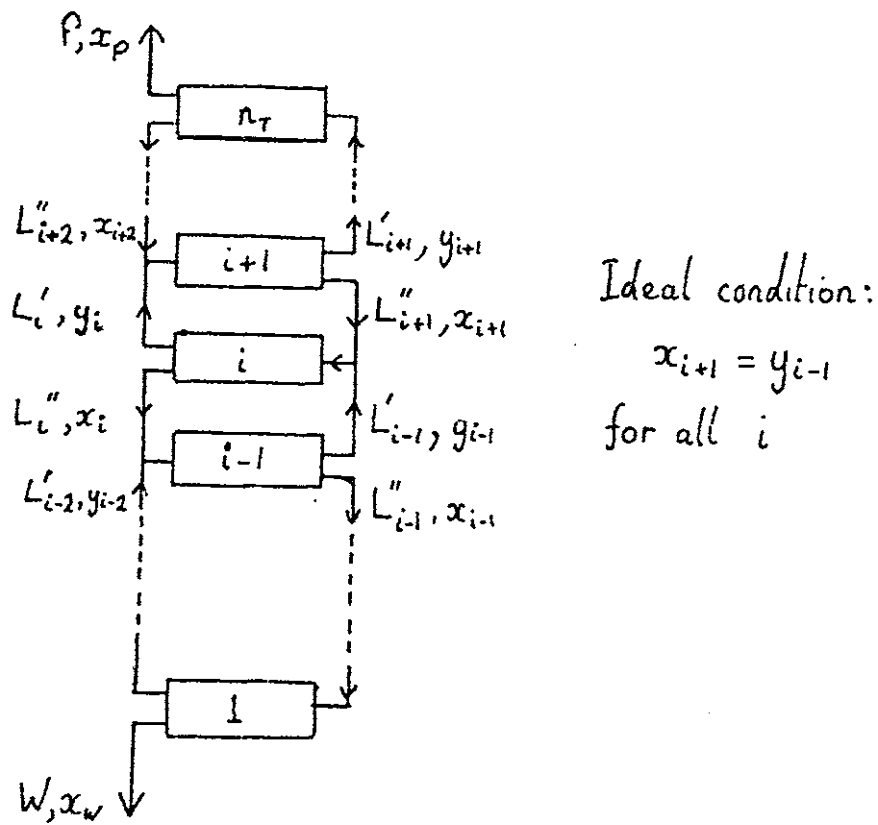 P, x_p
n_T
L''_{i+2}, x_{i+2}
i+1
L'_{i+1}, y_{i+1}
L'_i, y_i
L''_{i+1}, x_{i+1}
i
L''_i, x_i
L'_{i-1}, y_{i-1}
i-1
L'_{i-2}, y_{i-2}
L''_{i-1}, x_{i-1}
1
W, x_w
Ideal condition:
x_{i+1} = y_{i-1}
for all i